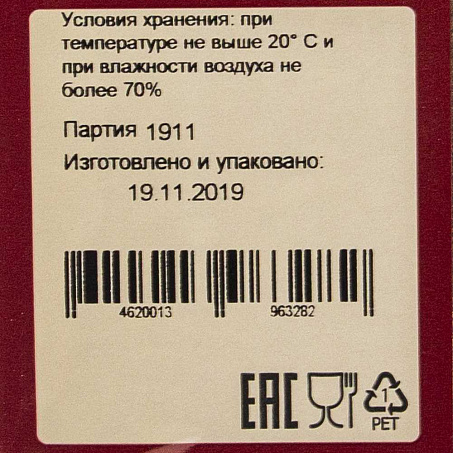 Условия хранения: при
температуре не выше 20° С и
при влажности воздуха не
более 70%
Партия 1911
Изготовлено и упаковано:
19.11.2019
4620013 963282
EAC
1
PET